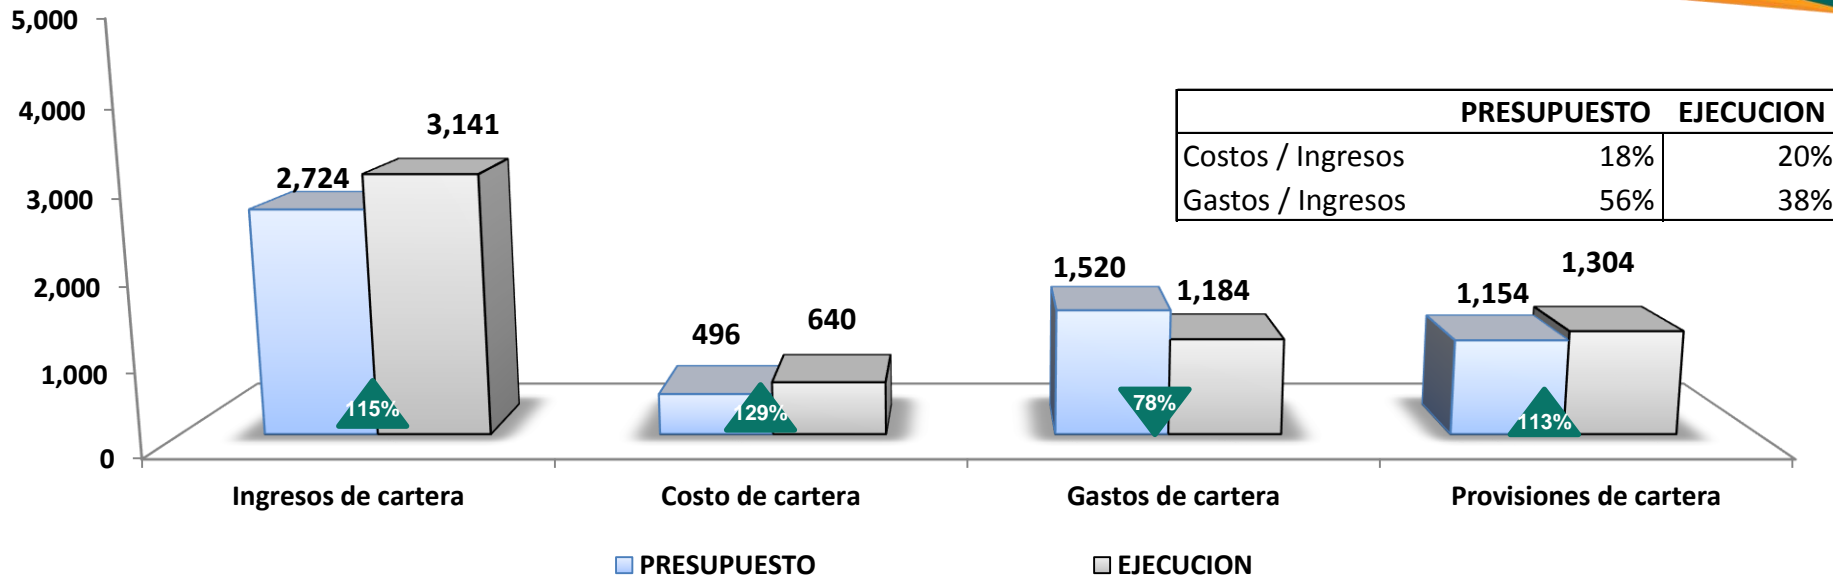 5,000
4,000
3,000
2,000
1,000
0
2,724
3,141
496
640
1,520
1,184
1,154
1,304
115%
129%
78%
113%
PRESUPUESTO EJECUCION
Costos / Ingresos 18% 20%
Gastos / Ingresos 56% 38%
Ingresos de cartera
Costo de cartera
Gastos de cartera
Provisiones de cartera
PRESUPUESTO
EJECUCION